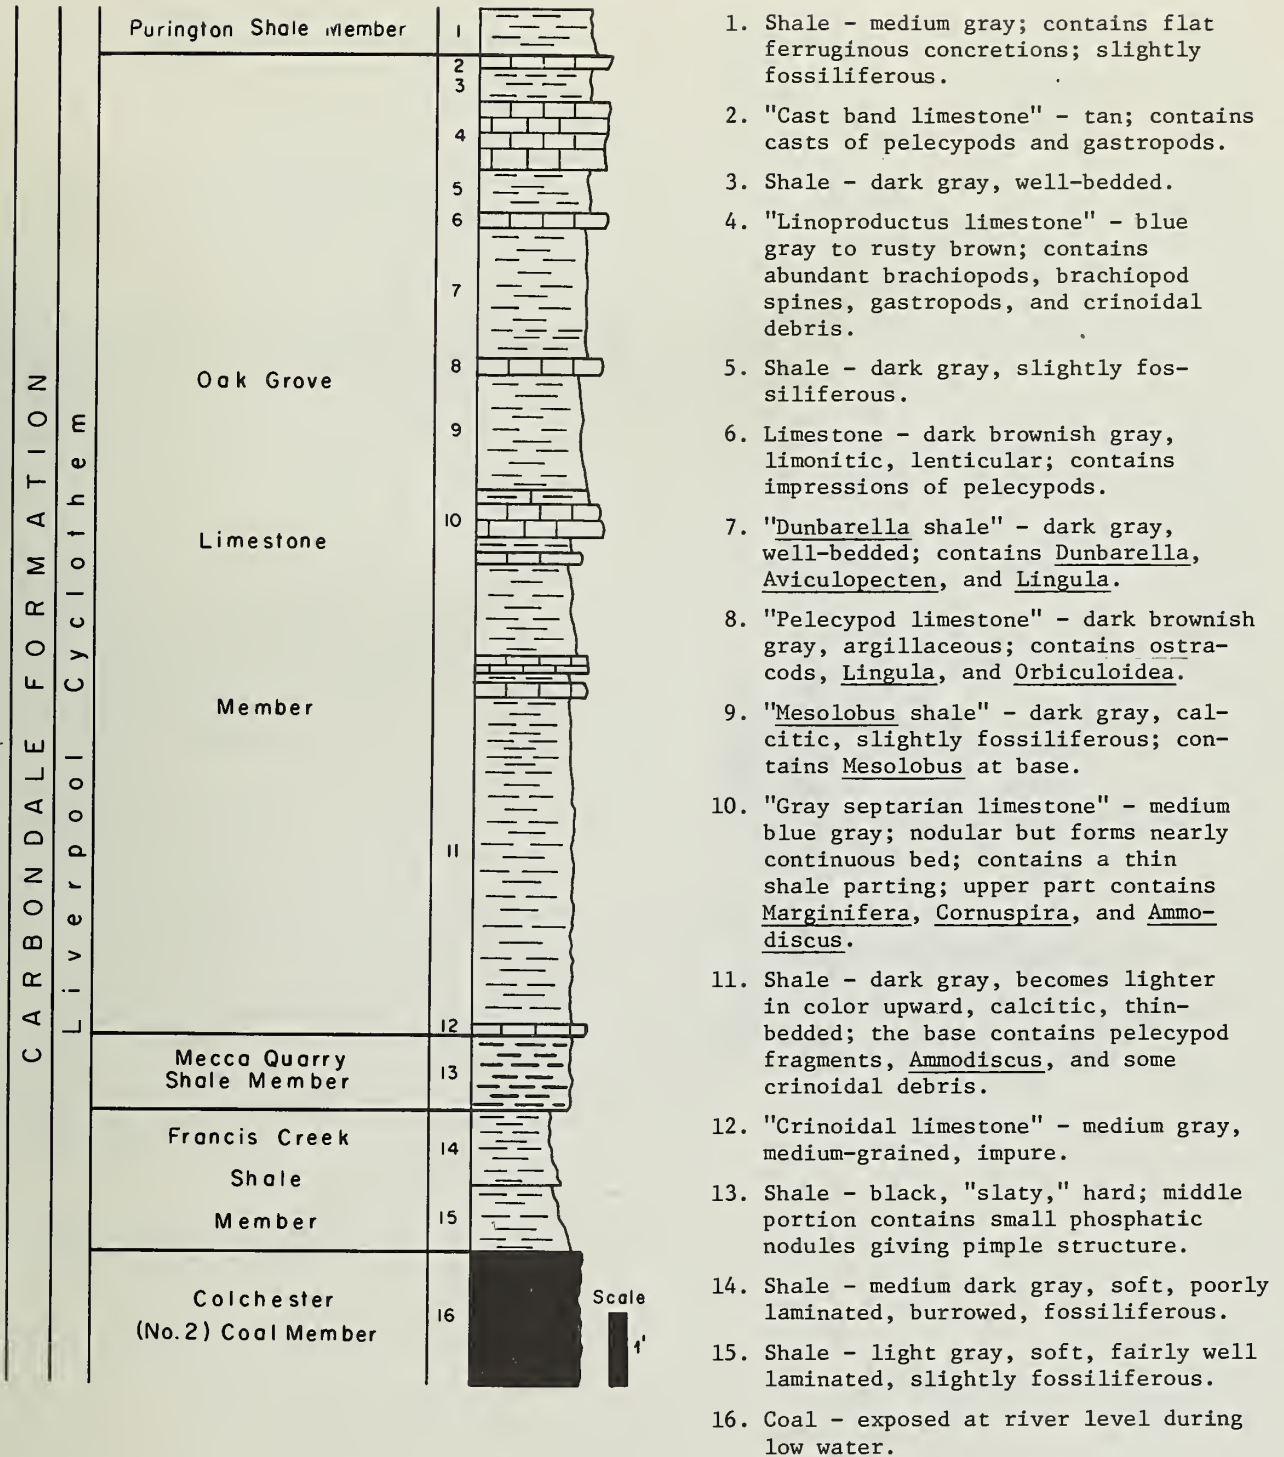 CARBONDALE FORMATION
Liverpool Cyclothem
Purington Shale Member
1
2
3
4
5
6
7
8
9
10
11
12
13
14
15
16
Oak Grove
Limestone
Member
Mecca Quarry
Shale Member
Francis Creek
Shale
Member
Colchester
(No. 2) Coal Member
Scale
1'
1. Shale - medium gray; contains flat
ferruginous concretions; slightly
fossiliferous.
2. "Cast band limestone" - tan; contains
casts of pelecypods and gastropods.
3. Shale - dark gray, well-bedded.
4. "Linoproductus limestone" - blue
gray to rusty brown; contains
abundant brachiopods, brachiopod
spines, gastropods, and crinoidal
debris.
5. Shale - dark gray, slightly fos-
siliferous.
6. Limestone - dark brownish gray,
limonitic, lenticular; contains
impressions of pelecypods.
7. "Dunbarella shale" - dark gray,
well-bedded; contains Dunbarella,
Aviculopecten, and Lingula.
8. "Pelecypod limestone" - dark brownish
gray, argillaceous; contains ostra-
cods, Lingula, and Orbiculoidea.
9. "Mesolobus shale" - dark gray, cal-
citic, slightly fossiliferous; con-
tains Mesolobus at base.
10. "Gray septarian limestone" - medium
blue gray; nodular but forms nearly
continuous bed; contains a thin
shale parting; upper part contains
Marginifera, Cornuspira, and Ammo-
discus.
11. Shale - dark gray, becomes lighter
in color upward, calcitic, thin-
bedded; the base contains pelecypod
fragments, Ammodiscus, and some
crinoidal debris.
12. "Crinoidal limestone" - medium gray,
medium-grained, impure.
13. Shale - black, "slaty," hard; middle
portion contains small phosphatic
nodules giving pimple structure.
14. Shale - medium dark gray, soft, poorly
laminated, burrowed, fossiliferous.
15. Shale - light gray, soft, fairly well
laminated, slightly fossiliferous.
16. Coal - exposed at river level during
low water.